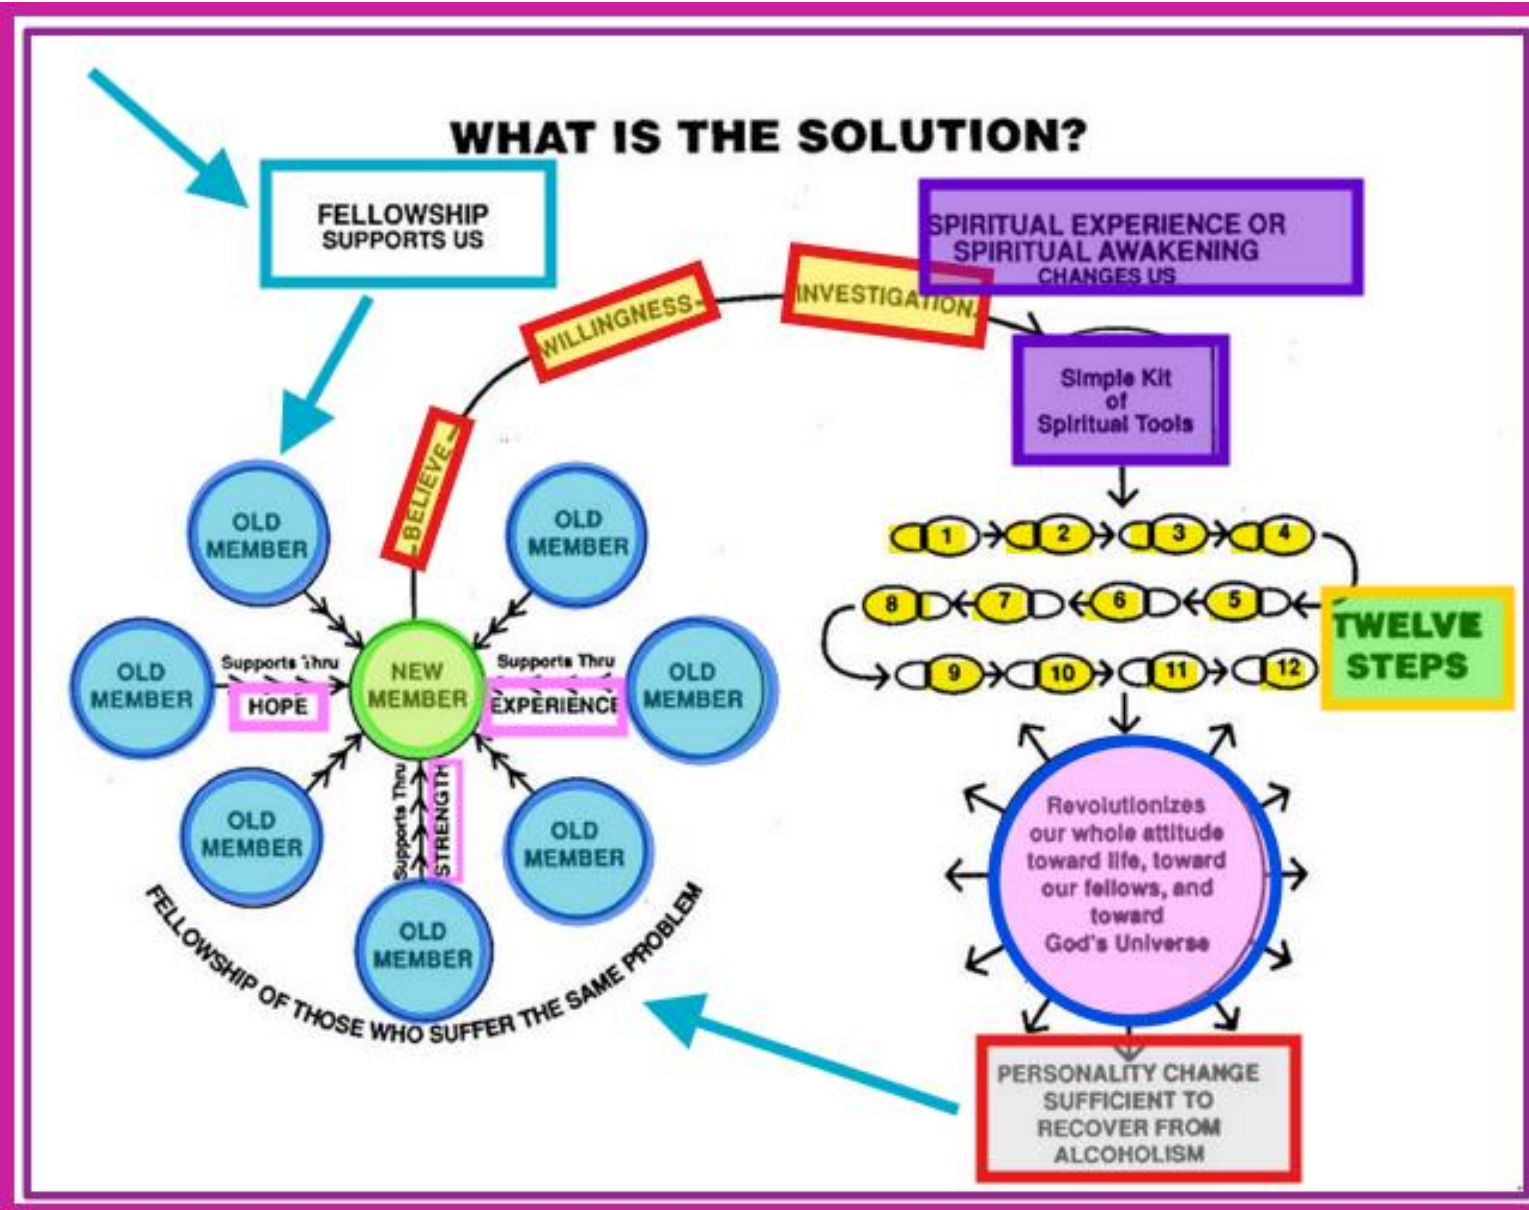 WHAT IS THE SOLUTION?
FELLOWSHIP
SUPPORTS US
SPIRITUAL EXPERIENCE OR
SPIRITUAL AWAKENING
CHANGES US
BELIEVE
WILLINGNESS
INVESTIGATION
Simple Kit
of
Spiritual Tools
OLD
MEMBER
OLD
MEMBER
OLD
MEMBER
Supports Thru
HOPE
NEW
MEMBER
Supports Thru
EXPERIENCE
OLD
MEMBER
OLD
MEMBER
Supports Thru
STRENGTH
OLD
MEMBER
OLD
MEMBER
FELLOWSHIP OF THOSE WHO SUFFER THE SAME PROBLEM
1 2 3 4
8 7 6 5
9 10 11 12
TWELVE
STEPS
Revolutionizes
our whole attitude
toward life, toward
our fellows, and
toward
God's Universe
PERSONALITY CHANGE
SUFFICIENT TO
RECOVER FROM
ALCOHOLISM